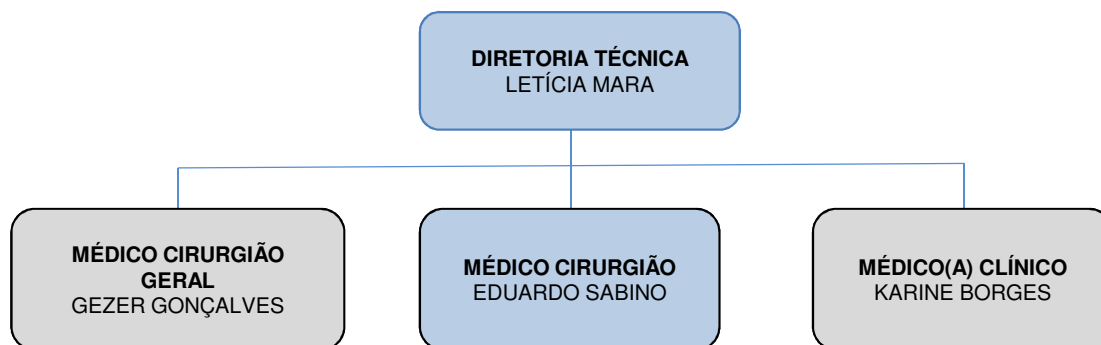 DIRETORIA TÉCNICA
LETÍCIA MARA
MÉDICO CIRURGIÃO
GERAL
GEZER GONÇALVES
MÉDICO CIRURGIÃO
EDUARDO SABINO
MÉDICO(A) CLÍNICO
KARINE BORGES